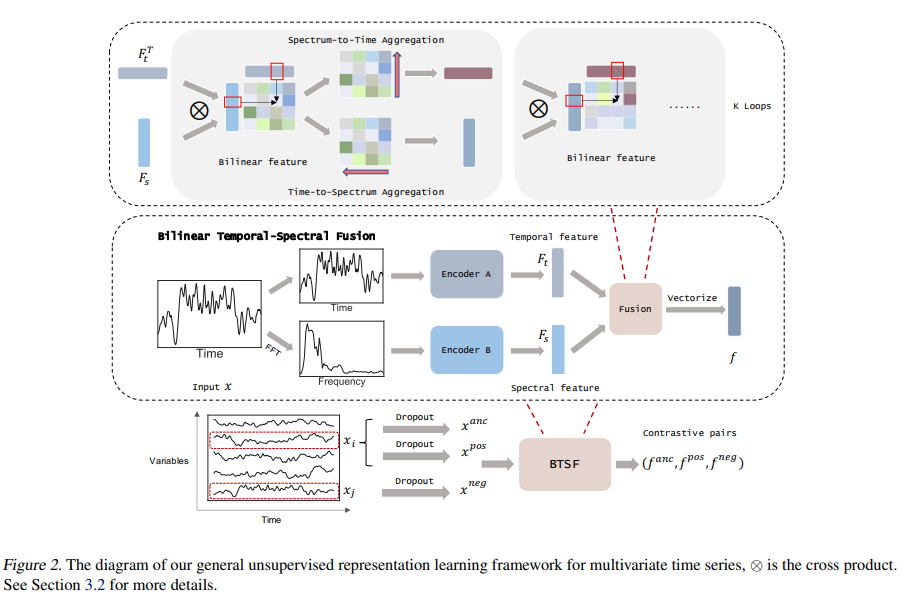 Spectrum-to-Time Aggregation
F_t^T
⊗
Bilinear feature
F_s
Time-to-Spectrum Aggregation
⊗
Bilinear feature
......
K Loops
Bilinear Temporal-Spectral Fusion
Time
Input x
FFT
Time
Frequency
Encoder A
Encoder B
Temporal feature
F_t
F_s
Spectral feature
Fusion
Vectorize
f
Variables
Time
x_i
x_j
Dropout
x^anc
Dropout
x^pos
Dropout
x^neg
BTSF
Contrastive pairs
(f^anc,f^pos,f^neg)
Figure 2. The diagram of our general unsupervised representation learning framework for multivariate time series, ⊗ is the cross product.
See Section 3.2 for more details.